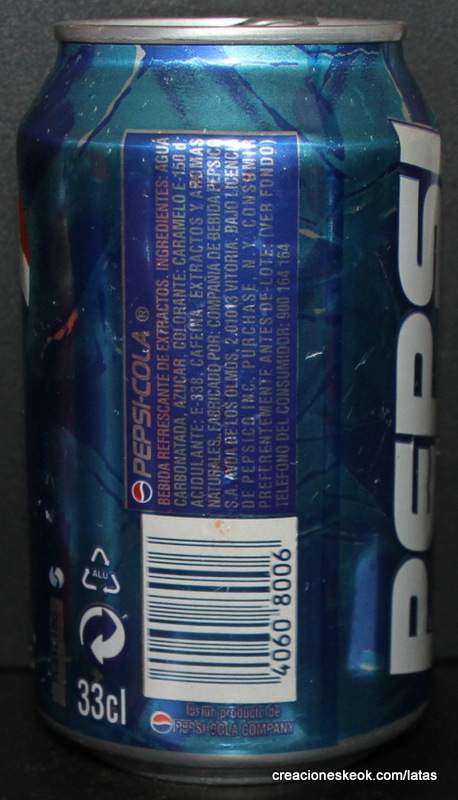 PEPSI-COLA ®
BEBIDA REFRESCANTE DE EXTRACTOS. INGREDIENTES: AGUA
CARBONATADA, AZUCAR, COLORANTE: CARAMELO E-150 d,
ACIDULANTE: E-338, CAFEINA, EXTRACTOS Y AROMAS
NATURALES. FABRICADO POR: COMPAÑIA DE BEBIDA PEPSICO
S.A. AVDA DE LOS OLMOS, 2. 01013 VITORIA. BAJO LICENCIA
DE PEPSICO, INC., PURCHASE, N.Y. CONSUMIR
PREFERENTEMENTE ANTES DE-LOTE: (VER FONDO)
TELEFONO DEL CONSUMIDOR: 900 164 164
PEPSI
ALU
33cl
4060 8006
Es un producto de
PEPSI-COLA COMPANY
creacioneskeok.com/latas